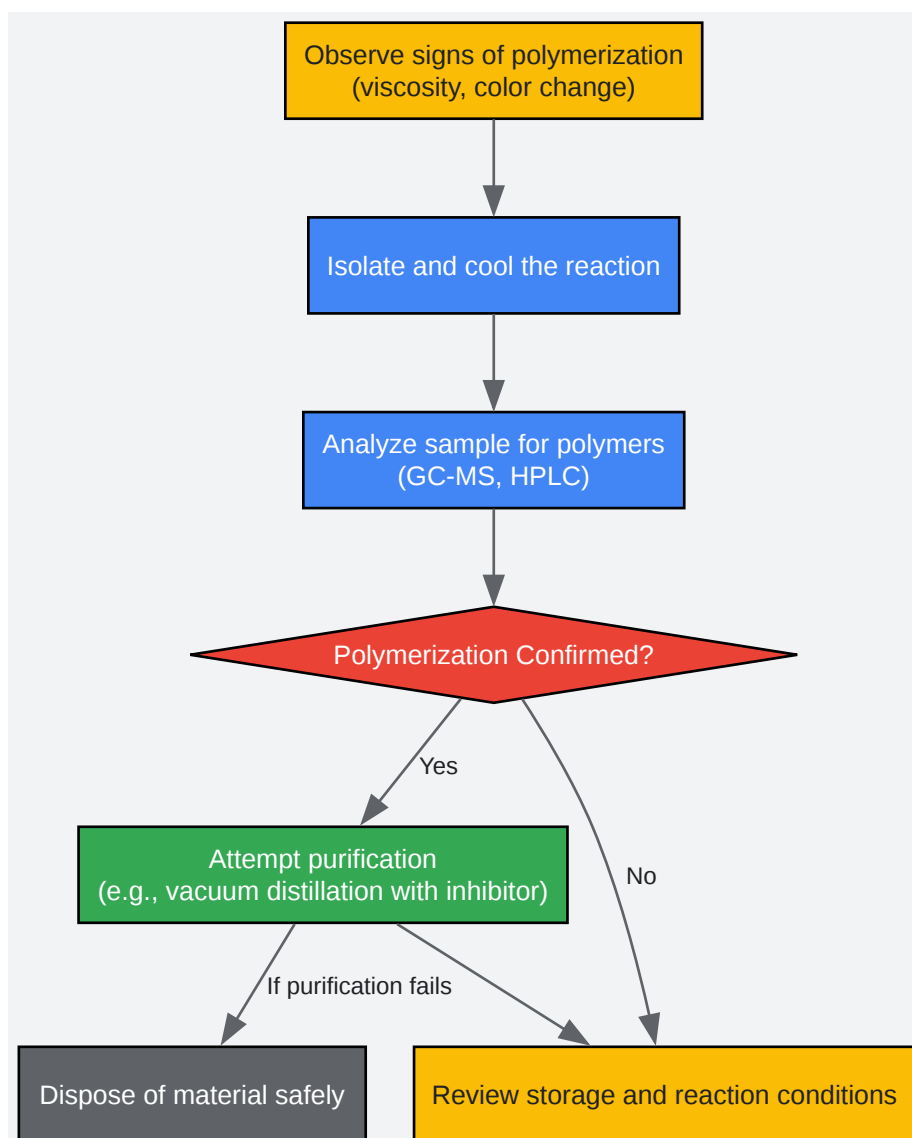 Observe signs of polymerization
(viscosity, color change)
Isolate and cool the reaction
Analyze sample for polymers
(GC-MS, HPLC)
Polymerization Confirmed?
Yes
Attempt purification
(e.g., vacuum distillation with inhibitor)
No
If purification fails
Dispose of material safely
Review storage and reaction conditions